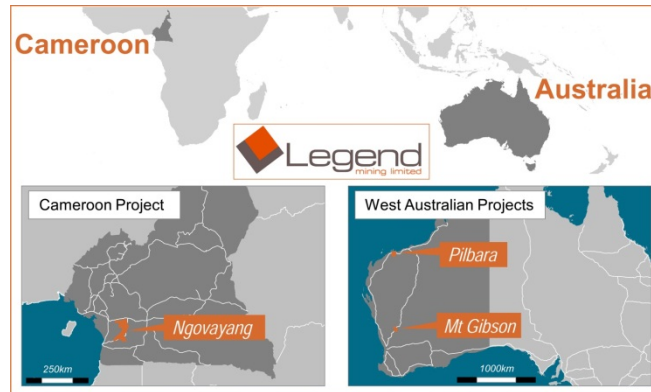 Cameroon
Australia
Legend
mining limited
Cameroon Project
West Australian Projects
Pilbara
Ngovayang
Mt Gibson
250km
1000km